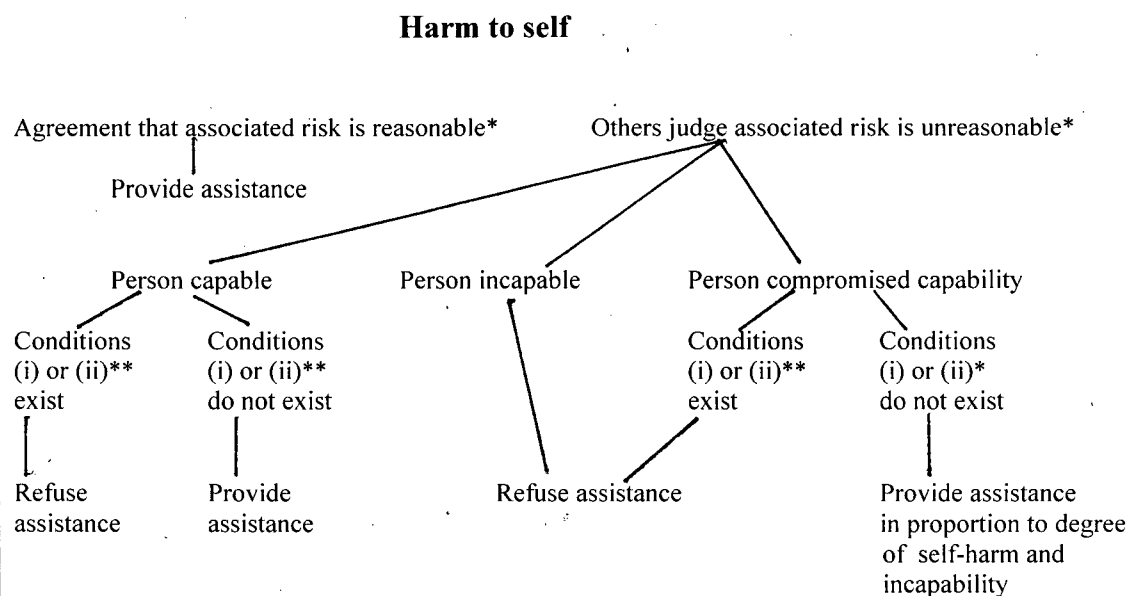 Harm to self
Agreement that associated risk is reasonable*
Others judge associated risk is unreasonable*
Provide assistance
Person capable
Person incapable
Person compromised capability
Conditions
(i) or (ii)**
exist
Conditions
(i) or (ii)**
do not exist
Conditions
(i) or (ii)**
exist
Conditions
(i) or (ii)*
do not exist
Refuse
assistance
Provide
assistance
Refuse assistance
Provide assistance
in proportion to degree
of self-harm and
incapability